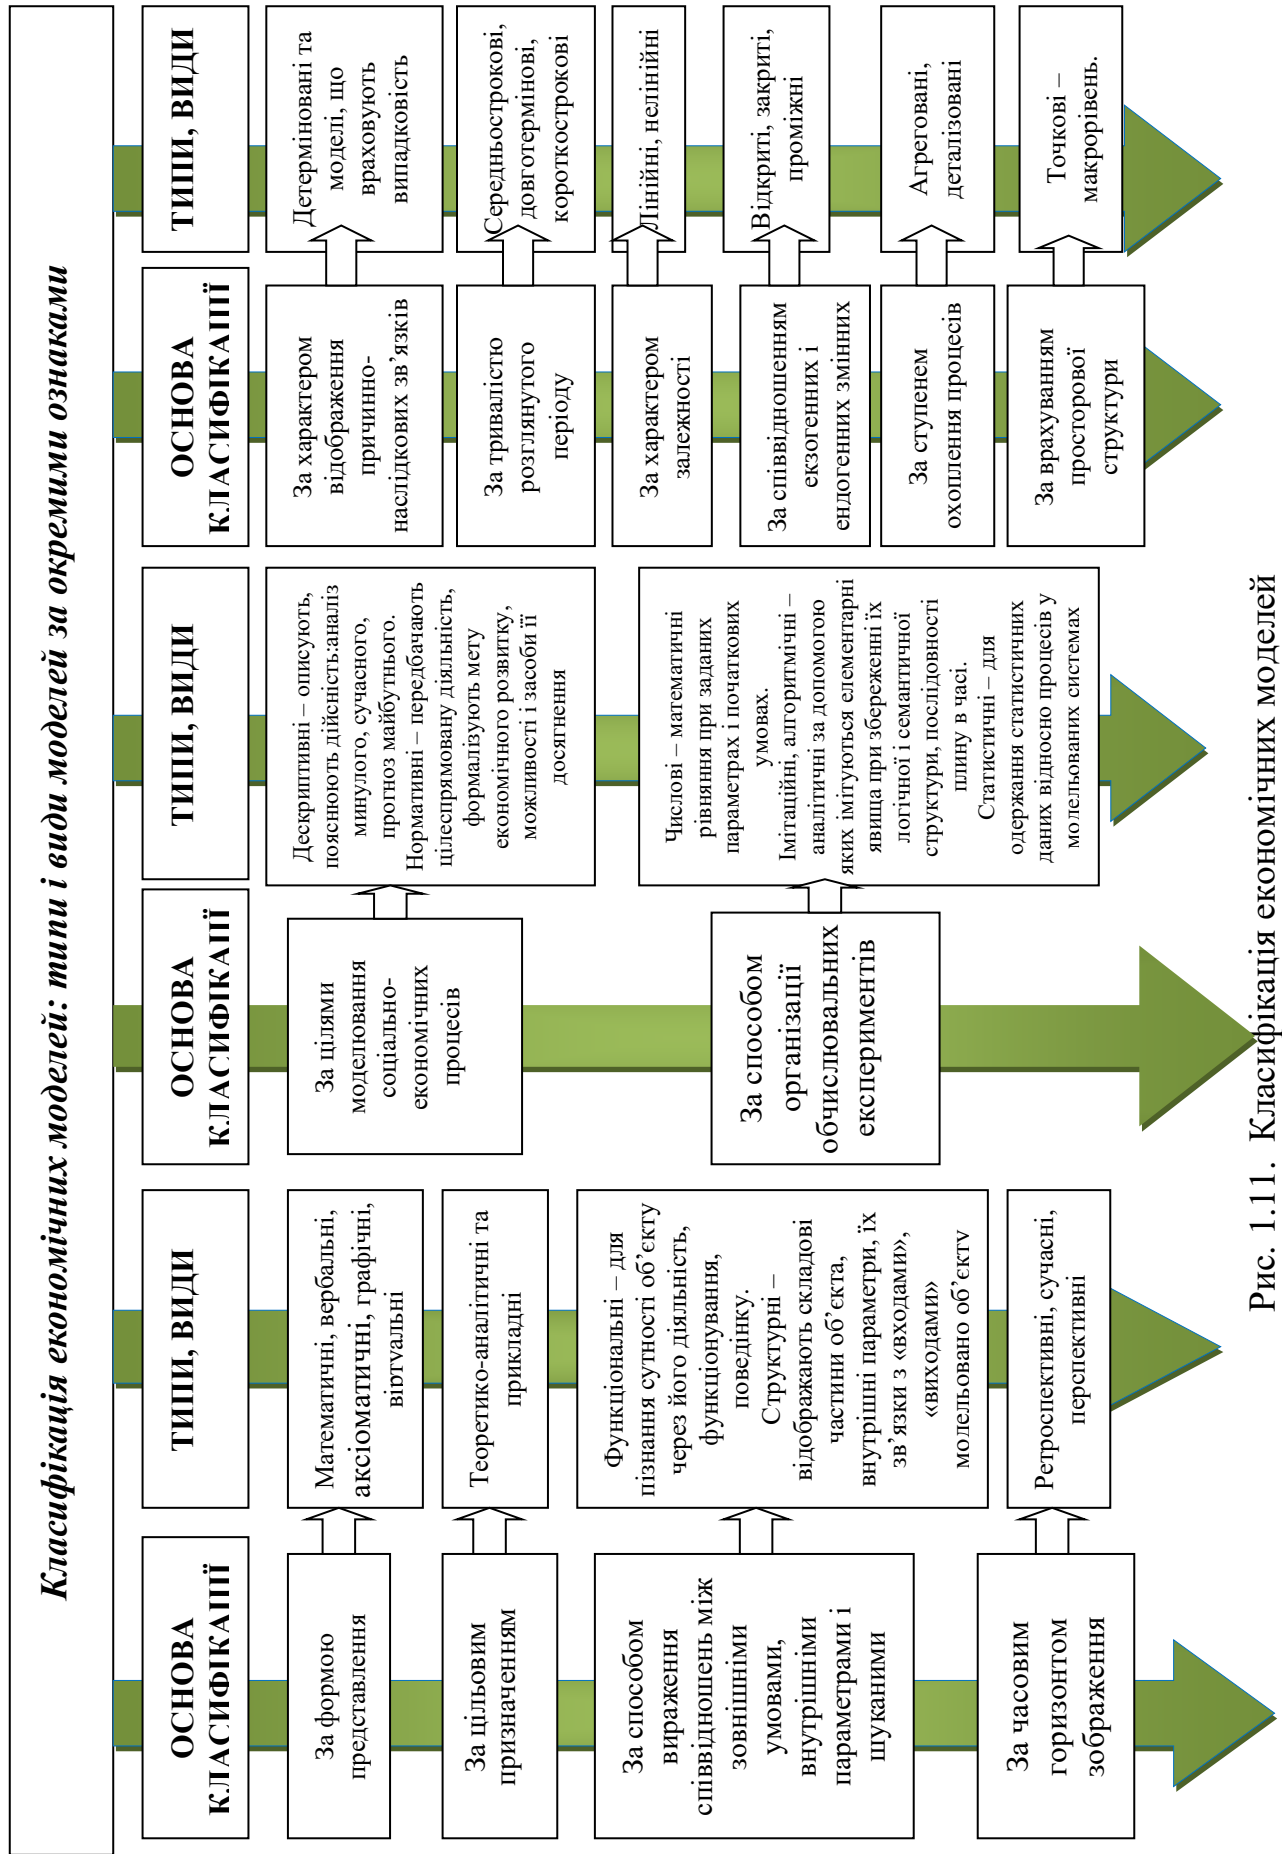 Класифікація економічних моделей: типи і види моделей за окремими ознаками
ОСНОВА
КЛАСИФІКАЦІЇ
За формою
представлення
За цільовим
призначенням
За способом
вираження
співвідношень між
зовнішніми
умовами,
внутрішніми
параметрами і
шуканими
За часовим
горизонтом
зображення
ТИПИ, ВИДИ
Математичні, вербальні,
аксіоматичні, графічні,
віртуальні
Теоретико-аналітичні та
прикладні
Функціональні – для
пізнання сутності об’єкту
через його діяльність,
функціонування,
поведінку.
Структурні –
відображають складові
частини об’єкта,
внутрішні параметри, їх
зв’язки з «входами»,
«виходами»
модельовано об’єкту
Ретроспективні, сучасні,
перспективні
ОСНОВА
КЛАСИФІКАЦІЇ
За цілями
моделювання
соціально-
економічних
процесів
За способом
організації
обчислювальних
експериментів
ТИПИ, ВИДИ
Дескриптивні – описують,
пояснюють дійсність:аналіз
минулого, сучасного,
прогноз майбутнього.
Нормативні – передбачають
цілеспрямовану діяльність,
формалізують мету
економічного розвитку,
можливості і засоби її
досягнення
Числові – математичні
рівняння при заданих
параметрах і початкових
умовах.
Імітаційні, алгоритмічні –
аналітичні за допомогою
яких імітуються елементарні
явища при збереженні їх
логічної і семантичної
структури, послідовності
плину в часі.
Статистичні – для
одержання статистичних
даних відносно процесів у
модельованих системах
ОСНОВА
КЛАСИФІКАЦІЇ
За характером
відображення
причинно-
наслідкових зв’язків
За тривалістю
розглянутого
періоду
За характером
залежності
За співвідношенням
екзогенних і
ендогенних змінних
За ступенем
охоплення процесів
За врахуванням
просторової
структури
ТИПИ, ВИДИ
Детерміновані та
моделі, що
враховують
випадковість
Середньострокові,
довготермінові,
короткострокові
Лінійні, нелінійні
Відкриті, закриті,
проміжні
Агреговані,
деталізовані
Точкові –
макрорівень.
Рис. 1.11. Класифікація економічних моделей